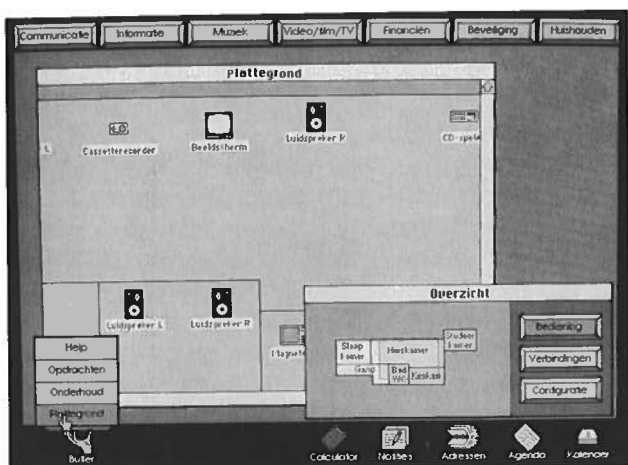 Communicatie Informatie Muziek Video/film/TV Financiën Beveiliging Huishouden
Plattegrond
L Cassetterecorder Beeldscherm Luidspreker R CD-spele
Luidspreker L Luidspreker R
Magnet
Overzicht
Slaap kamer
Huiskamer
Studeer kamer
Gang
Bad WC
Keuken
Bediening
Verbindingen
Configuratie
Help
Opdrachten
Onderhoud
Plattegrond
Butler Calculator Notities Adressen Agenda Kalender